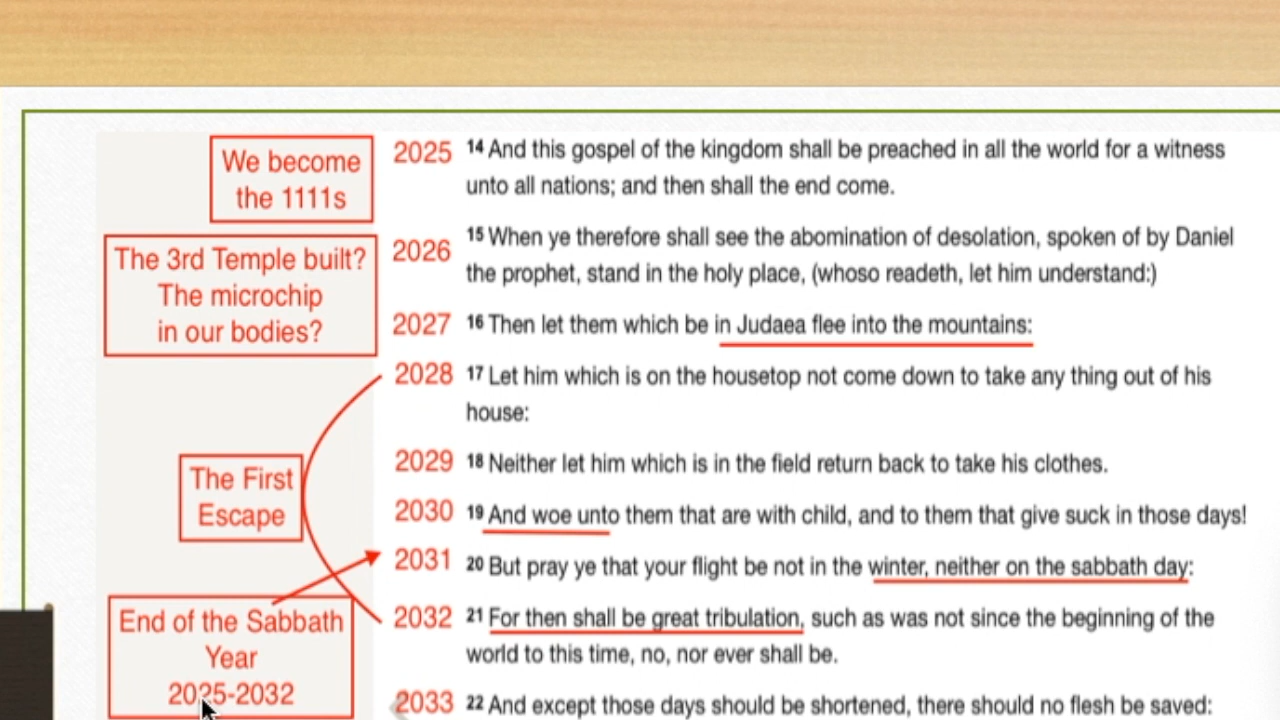 We become
the 1111s
2025 14 And this gospel of the kingdom shall be preached in all the world for a witness
unto all nations; and then shall the end come.
The 3rd Temple built?
The microchip
in our bodies?
2026 15 When ye therefore shall see the abomination of desolation, spoken of by Daniel
the prophet, stand in the holy place, (whoso readeth, let him understand:)
2027 16 Then let them which be in Judaea flee into the mountains:
2028 17 Let him which is on the housetop not come down to take any thing out of his
house:
The First
Escape
2029 18 Neither let him which is in the field return back to take his clothes.
2030 19 And woe unto them that are with child, and to them that give suck in those days!
2031 20 But pray ye that your flight be not in the winter, neither on the sabbath day:
End of the Sabbath
Year
2025-2032
2032 21 For then shall be great tribulation, such as was not since the beginning of the
world to this time, no, nor ever shall be.
2033 22 And except those days should be shortened, there should no flesh be saved: